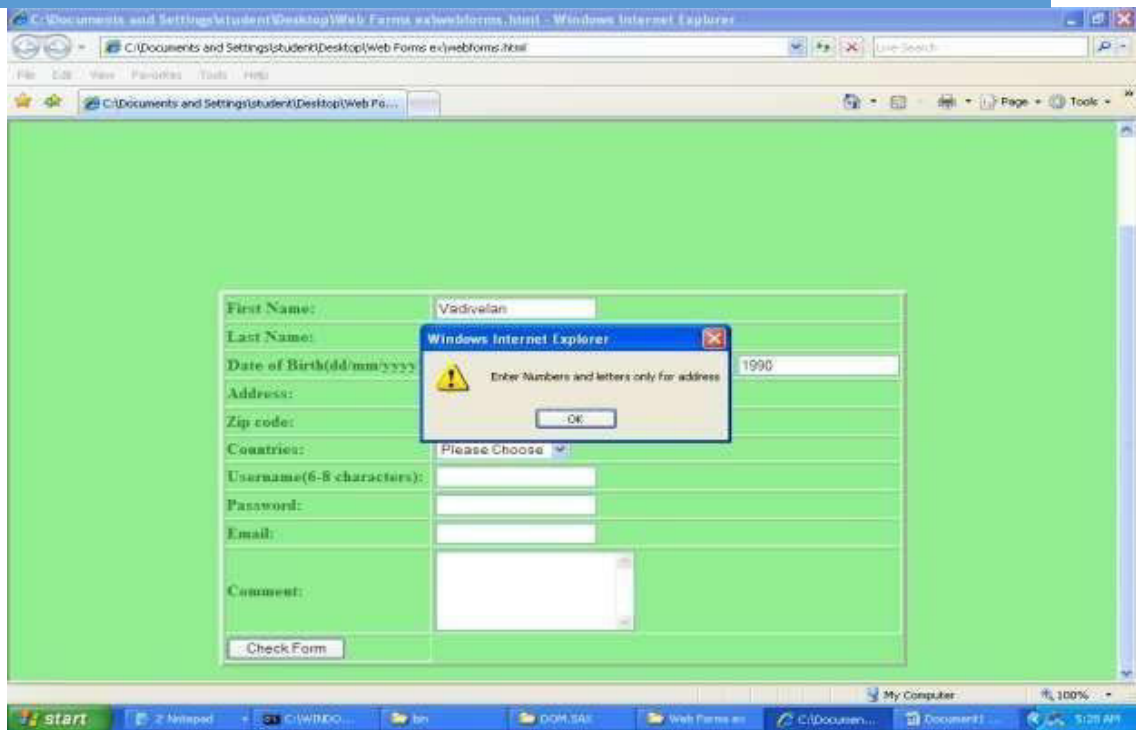 C:\Documents and Settings\student\Desktop\Web Forms ex\webforms.html - Windows Internet Explorer
C:\Documents and Settings\student\Desktop\Web Forms ex\webforms.html
Live Search
File Edit View Favorites Tools Help
C:\Documents and Settings\student\Desktop\Web Fo...
Page Tools
First Name: Vadivelan
Last Name:
Windows Internet Explorer
Date of Birth(dd/mm/yyyy 1990
Enter Numbers and letters only for address
Address:
Zip code:
OK
Countries: Please Choose
Username(6-8 characters):
Password:
Email:
Comment:
Check Form
My Computer 100%
start 2 Notepad C:\WINDO... bin DOM,SAX Web Forms ex C:\Documen... Document1 ... 5:28 AM